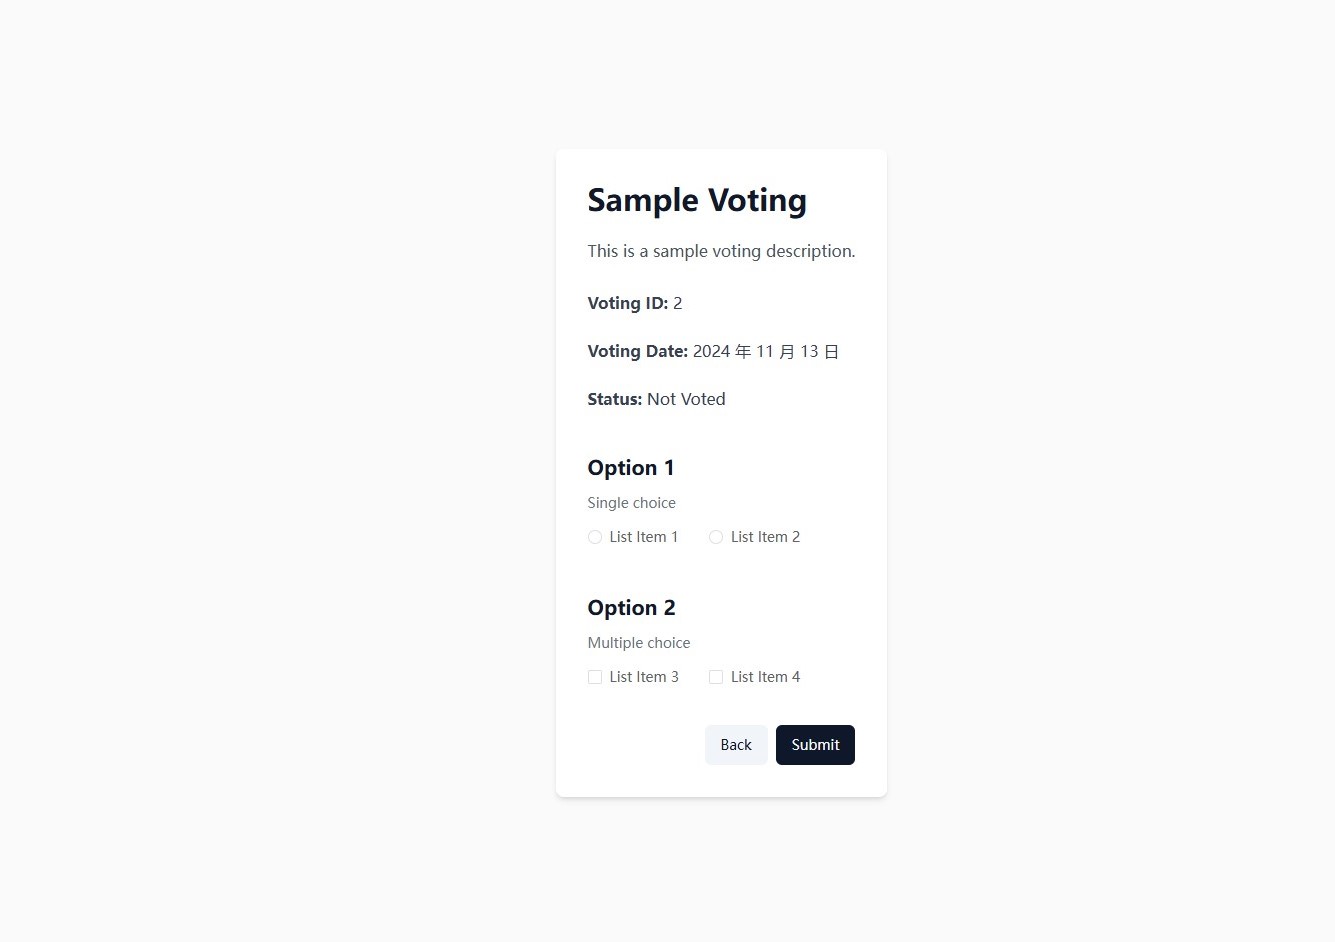 Sample Voting
This is a sample voting description.
Voting ID: 2
Voting Date: 2024 年 11 月 13 日
Status: Not Voted
Option 1
Single choice
List Item 1 List Item 2
Option 2
Multiple choice
List Item 3 List Item 4
Back Submit